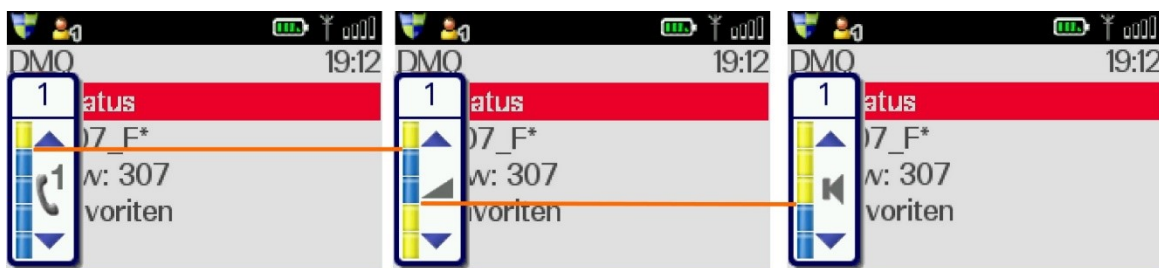 DMO 19:12
1
atus
07_F*
w: 307
voriten
1
DMO 19:12
1
atus
07_F*
w: 307
voriten
DMO 19:12
1
atus
07_F*
w: 307
voriten